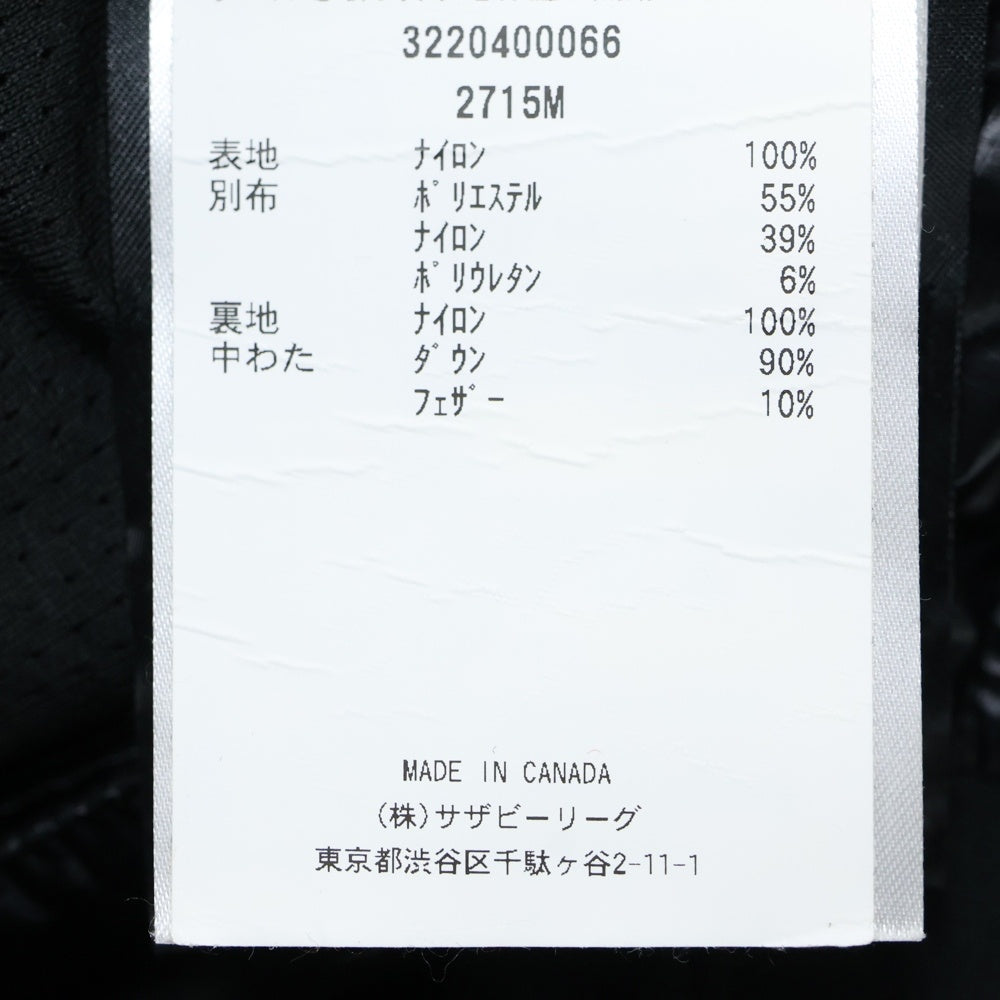 3220400066
2715M
表地 ﾅｲﾛﾝ 100%
別布 ﾎﾟﾘｴｽﾃﾙ 55%
ﾅｲﾛﾝ 39%
ﾎﾟﾘｳﾚﾀﾝ 6%
裏地 ﾅｲﾛﾝ 100%
中わた ﾀﾞｳﾝ 90%
ﾌｪｻﾞｰ 10%
MADE IN CANADA
(株)サザビーリーグ
東京都渋谷区千駄ヶ谷2-11-1